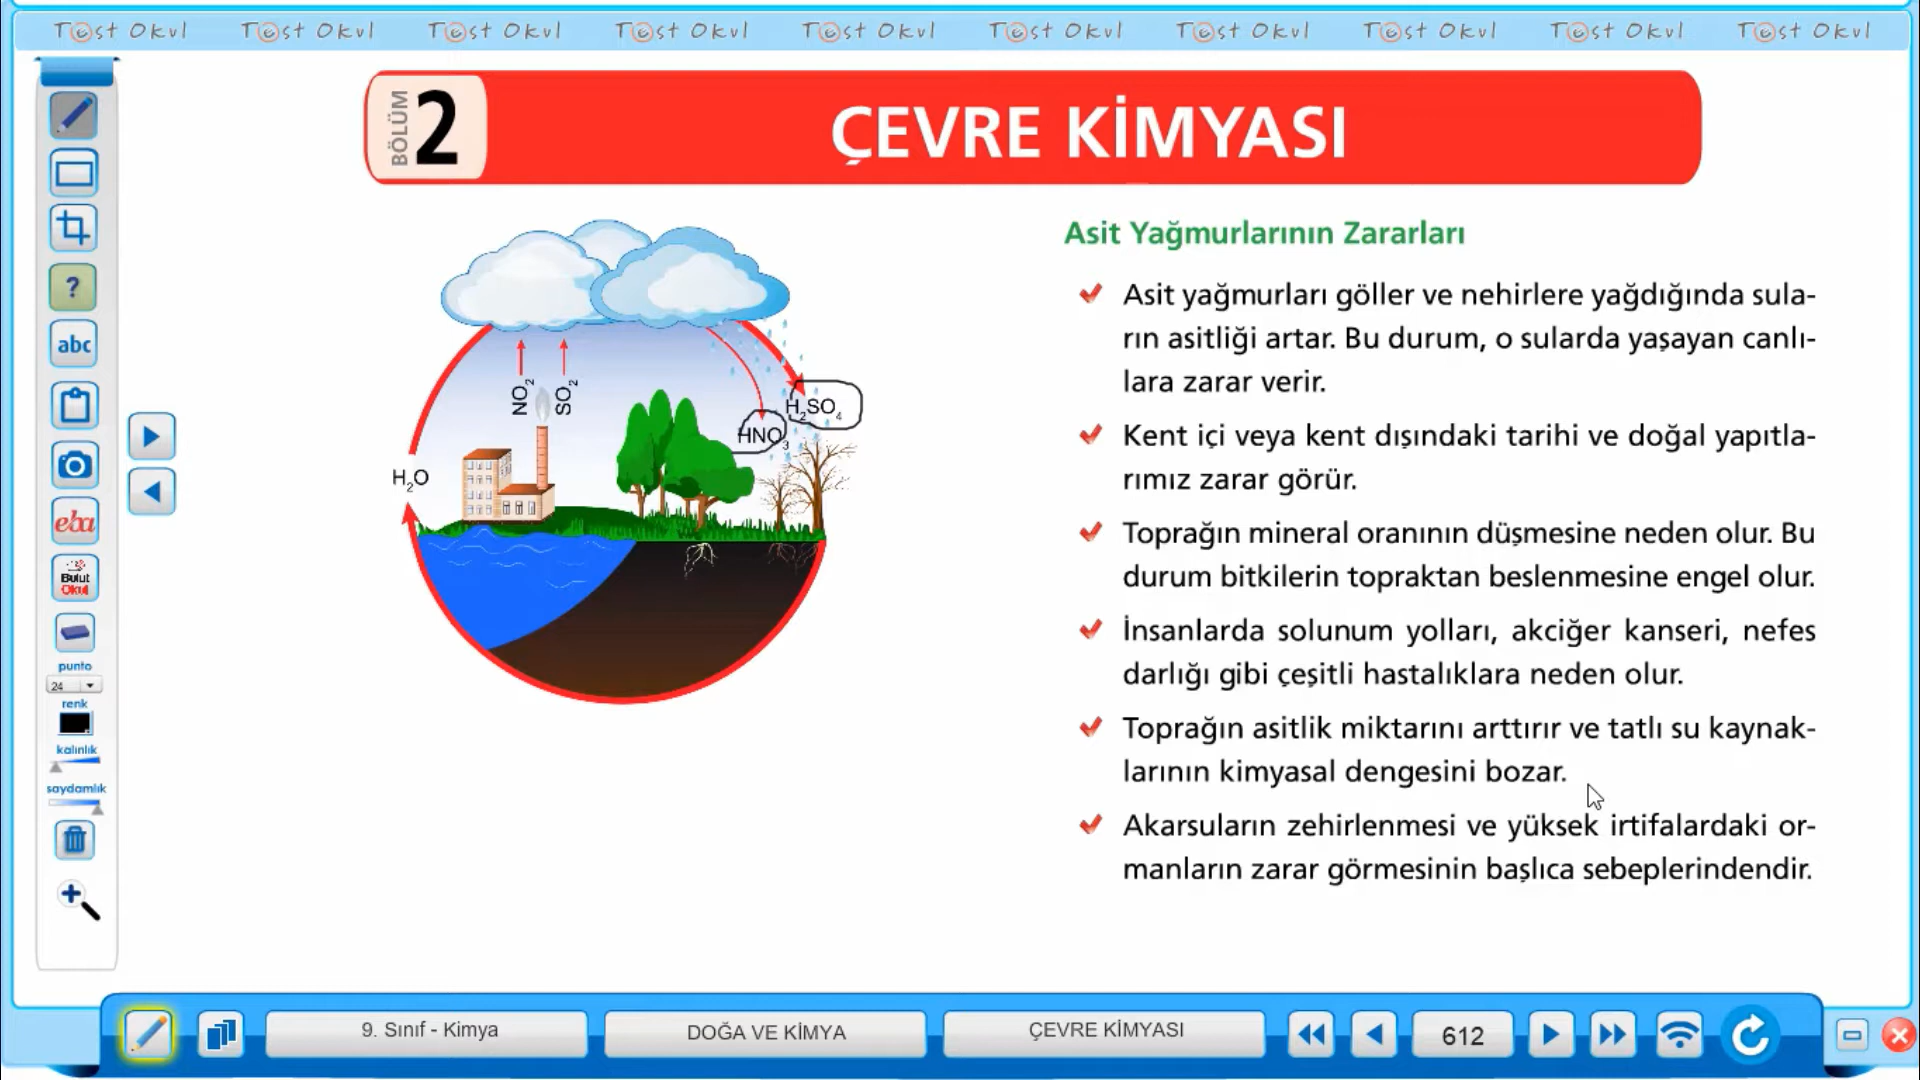 Test Okul Test Okul Test Okul Test Okul Test Okul Test Okul Test Okul Test Okul Test Okul Test Okul
BÖLÜM 2
ÇEVRE KİMYASI
NO2
SO2
H2SO4
HNO3
H2O
Asit Yağmurlarının Zararları
Asit yağmurları göller ve nehirlere yağdığında sula-
rın asitliği artar. Bu durum, o sularda yaşayan canlı-
lara zarar verir.
Kent içi veya kent dışındaki tarihi ve doğal yapıtla-
rımız zarar görür.
Toprağın mineral oranının düşmesine neden olur. Bu
durum bitkilerin topraktan beslenmesine engel olur.
İnsanlarda solunum yolları, akciğer kanseri, nefes
darlığı gibi çeşitli hastalıklara neden olur.
Toprağın asitlik miktarını arttırır ve tatlı su kaynak-
larının kimyasal dengesini bozar.
Akarsuların zehirlenmesi ve yüksek irtifalardaki or-
manların zarar görmesinin başlıca sebeplerindendir.
?
abc
eba
Bulut
Okul
punto
24
renk
kalınlık
saydamlık
9. Sınıf - Kimya
DOĞA VE KİMYA
ÇEVRE KİMYASI
612